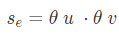 s_e = θ u · θ v